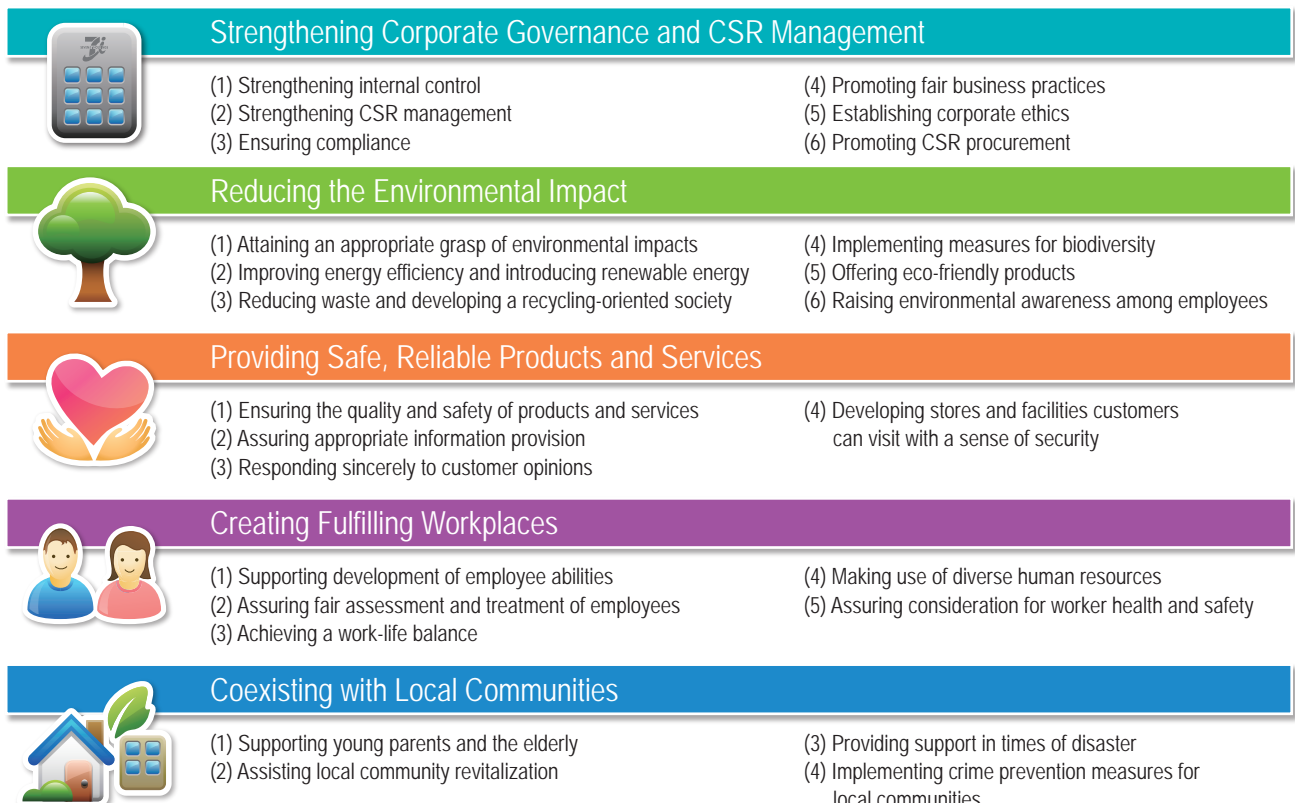 Strengthening Corporate Governance and CSR Management
(1) Strengthening internal control
(2) Strengthening CSR management
(3) Ensuring compliance
(4) Promoting fair business practices
(5) Establishing corporate ethics
(6) Promoting CSR procurement
Reducing the Environmental Impact
(1) Attaining an appropriate grasp of environmental impacts
(2) Improving energy efficiency and introducing renewable energy
(3) Reducing waste and developing a recycling-oriented society
(4) Implementing measures for biodiversity
(5) Offering eco-friendly products
(6) Raising environmental awareness among employees
Providing Safe, Reliable Products and Services
(1) Ensuring the quality and safety of products and services
(2) Assuring appropriate information provision
(3) Responding sincerely to customer opinions
(4) Developing stores and facilities customers
can visit with a sense of security
Creating Fulfilling Workplaces
(1) Supporting development of employee abilities
(2) Assuring fair assessment and treatment of employees
(3) Achieving a work-life balance
(4) Making use of diverse human resources
(5) Assuring consideration for worker health and safety
Coexisting with Local Communities
(1) Supporting young parents and the elderly
(2) Assisting local community revitalization
(3) Providing support in times of disaster
(4) Implementing crime prevention measures for
local communities